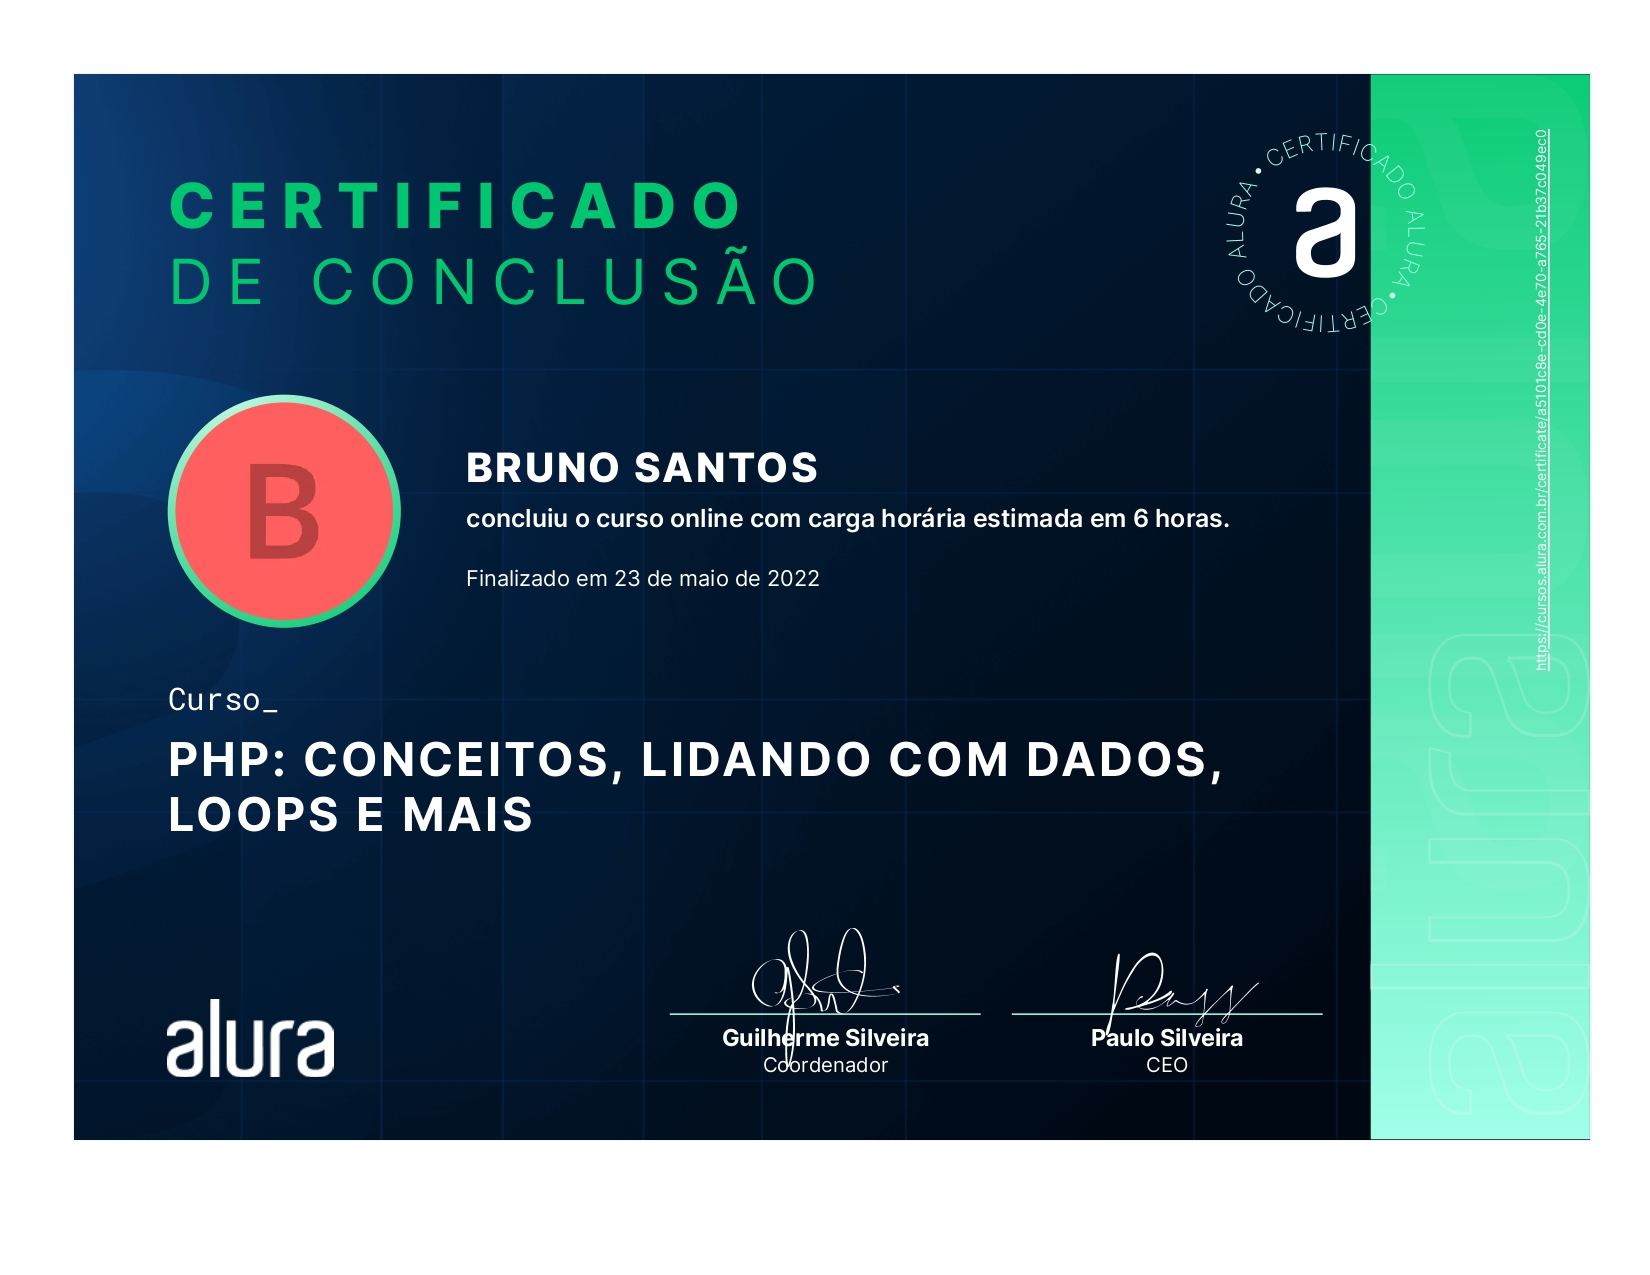 CERTIFICADO
DE CONCLUSÃO
CERTIFICADO ALURA • CERTIFICADO ALURA •
a
https://cursos.alura.com.br/certificate/a5101c8e-cd0e-4e70-a765-21b37c049ec0
B
BRUNO SANTOS
concluiu o curso online com carga horária estimada em 6 horas.
Finalizado em 23 de maio de 2022
Curso_
PHP: CONCEITOS, LIDANDO COM DADOS,
LOOPS E MAIS
alura
Guilherme Silveira
Coordenador
Paulo Silveira
CEO
alura